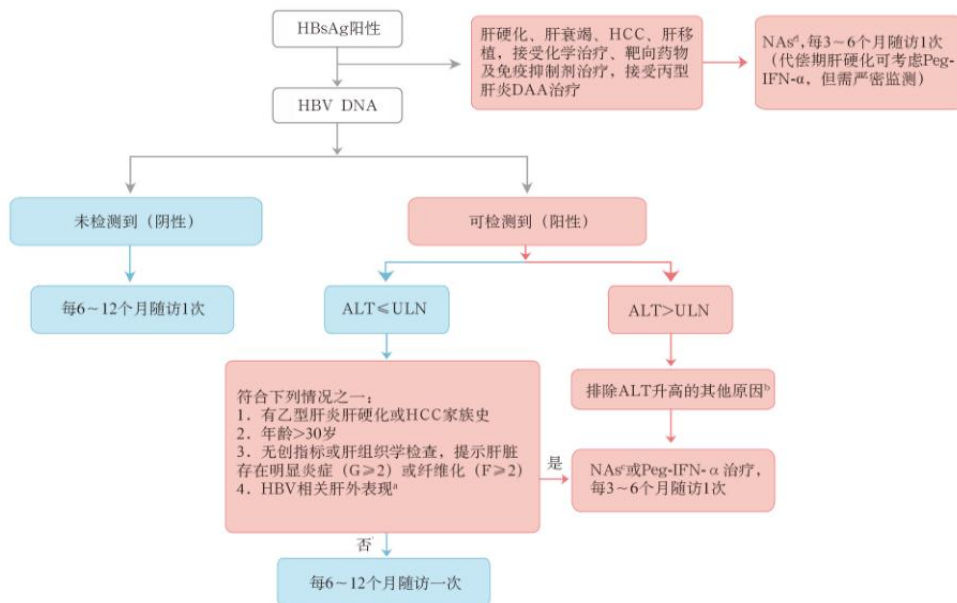 HBsAg阳性
肝硬化、肝衰竭、HCC、肝移
植，接受化学治疗、靶向药物
及免疫抑制剂治疗，接受丙型
肝炎DAA治疗
NAsᵈ，每3～6个月随访1次
（代偿期肝硬化可考虑Peg-
IFN-α，但需严密监测）
HBV DNA
未检测到（阴性）
可检测到（阳性）
每6～12个月随访1次
ALT≤ULN
ALT>ULN
符合下列情况之一：
1．有乙型肝炎肝硬化或HCC家族史
2．年龄>30岁
3．无创指标或肝组织学检查，提示肝脏
存在明显炎症（G≥2）或纤维化（F≥2）
4．HBV相关肝外表现ᵃ
排除ALT升高的其他原因ᵇ
是
NAsᶜ或Peg-IFN-α治疗，
每3～6个月随访1次
否
每6～12个月随访一次